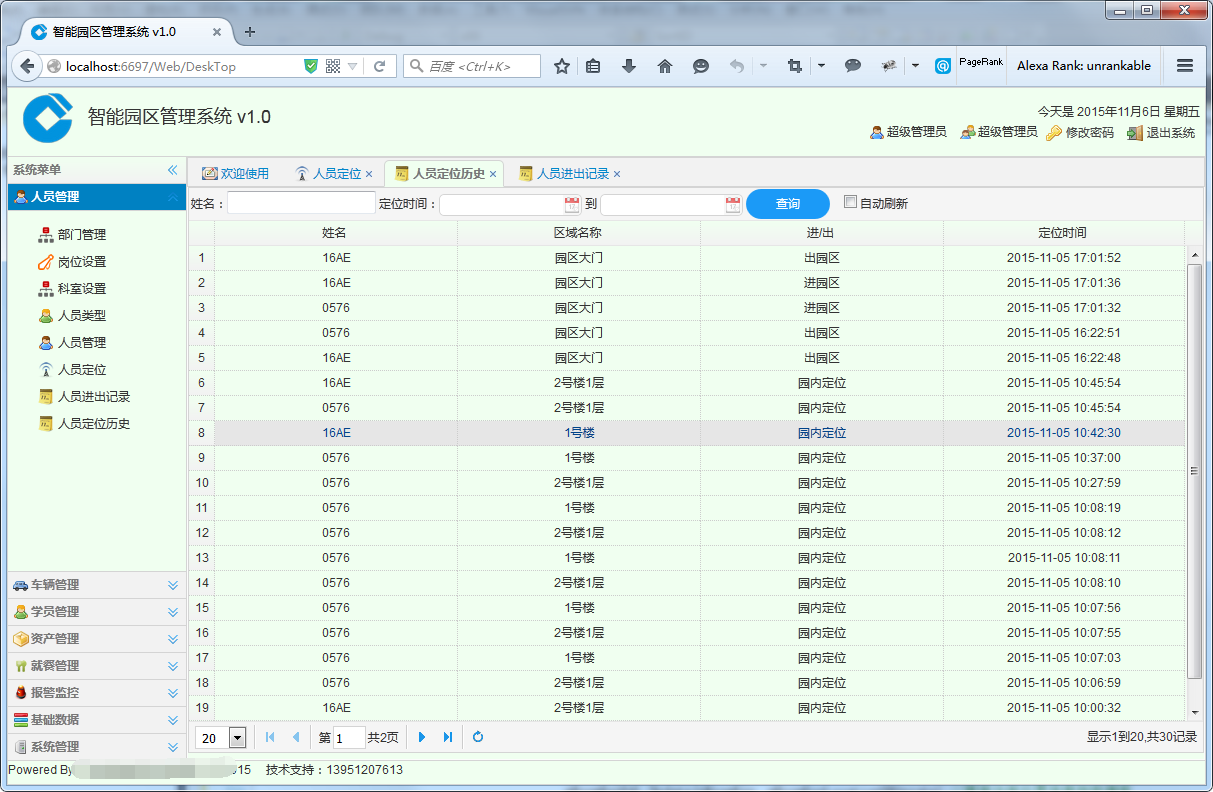 智能园区管理系统 v1.0
localhost:6697/Web/DeskTop
百度 <Ctrl+K>
PageRank
Alexa Rank: unrankable
智能园区管理系统 v1.0
今天是 2015年11月6日 星期五
超级管理员 超级管理员 修改密码 退出系统
系统菜单
人员管理
部门管理
岗位设置
科室设置
人员类型
人员管理
人员定位
人员进出记录
人员定位历史
车辆管理
学员管理
资产管理
就餐管理
报警监控
基础数据
系统管理
欢迎使用 人员定位 × 人员定位历史 × 人员进出记录 ×
姓名： 定位时间： 到 查询 自动刷新
姓名 区域名称 进/出 定位时间
1 16AE 园区大门 出园区 2015-11-05 17:01:52
2 16AE 园区大门 进园区 2015-11-05 17:01:36
3 0576 园区大门 进园区 2015-11-05 17:01:32
4 0576 园区大门 出园区 2015-11-05 16:22:51
5 16AE 园区大门 出园区 2015-11-05 16:22:48
6 16AE 2号楼1层 园内定位 2015-11-05 10:45:54
7 0576 2号楼1层 园内定位 2015-11-05 10:45:54
8 16AE 1号楼 园内定位 2015-11-05 10:42:30
9 0576 1号楼 园内定位 2015-11-05 10:37:00
10 0576 2号楼1层 园内定位 2015-11-05 10:27:59
11 0576 1号楼 园内定位 2015-11-05 10:08:19
12 0576 2号楼1层 园内定位 2015-11-05 10:08:12
13 0576 1号楼 园内定位 2015-11-05 10:08:11
14 0576 2号楼1层 园内定位 2015-11-05 10:08:10
15 0576 1号楼 园内定位 2015-11-05 10:07:56
16 0576 2号楼1层 园内定位 2015-11-05 10:07:55
17 0576 1号楼 园内定位 2015-11-05 10:07:03
18 0576 2号楼1层 园内定位 2015-11-05 10:06:59
19 16AE 2号楼1层 园内定位 2015-11-05 10:00:32
20 第 1 共2页 显示1到20,共30记录
Powered By 15 技术支持：13951207613